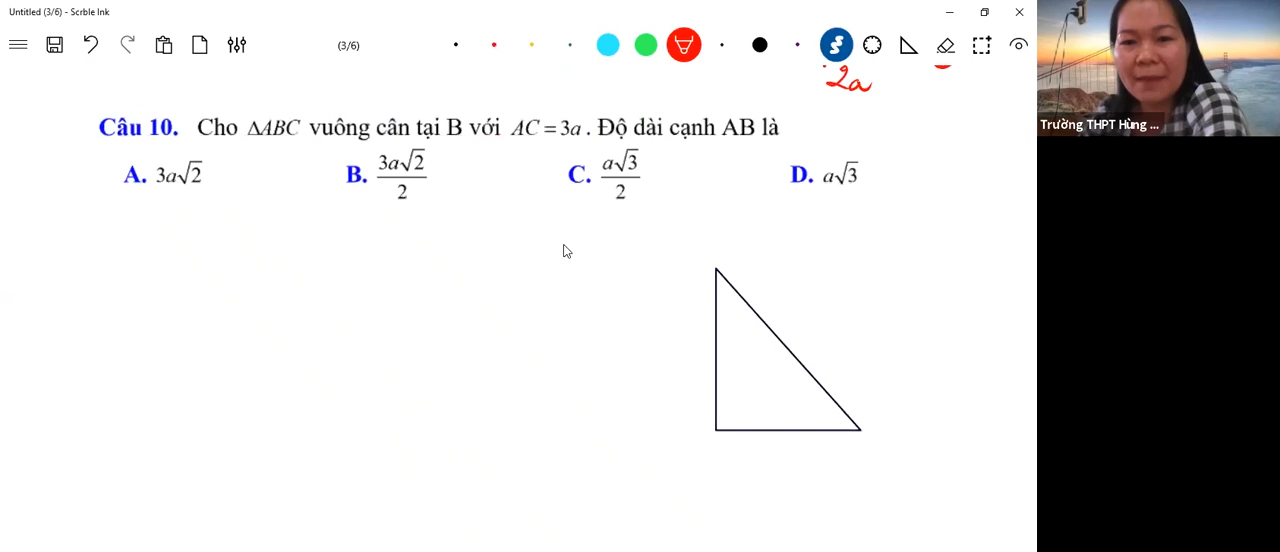 Untitled (3/6) - Scrble Ink
(3/6)
2a
Câu 10. Cho ΔABC vuông cân tại B với AC = 3a . Độ dài cạnh AB là
A. 3a√2 B. 3a√2/2 C. a√3/2 D. a√3
Trường THPT Hùng ...